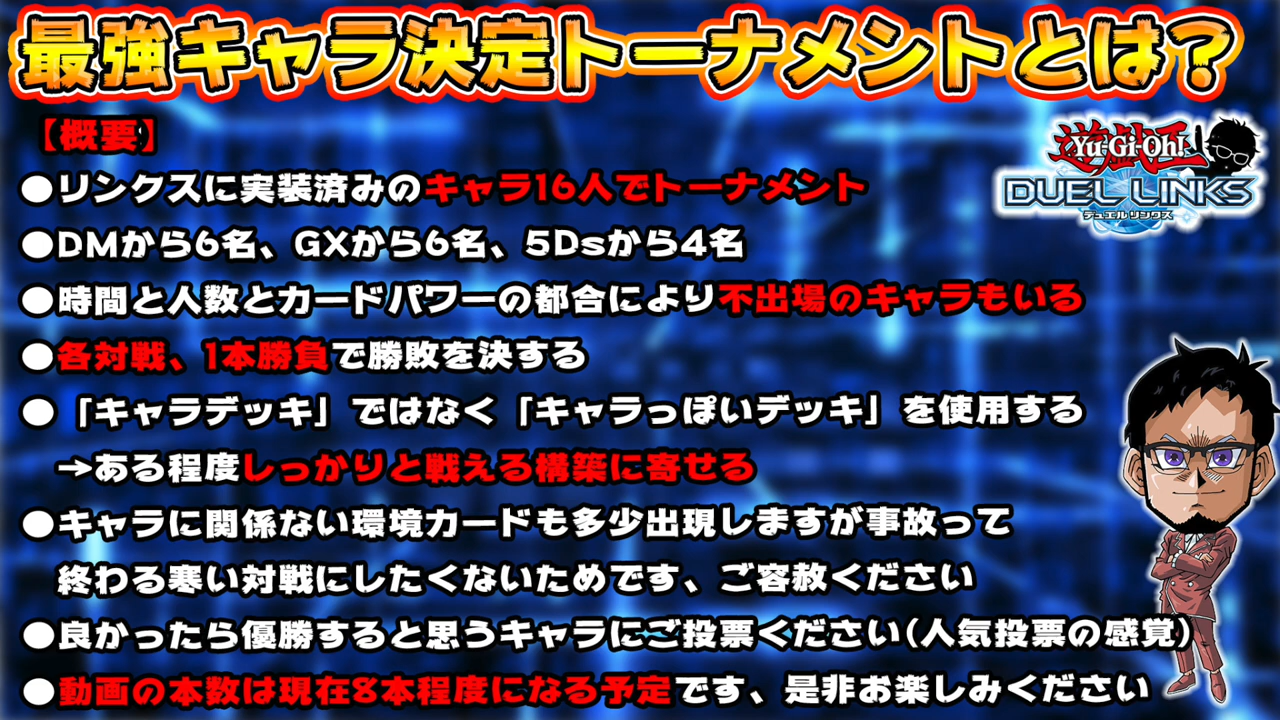 最強キャラ決定トーナメントとは？
【概要】
遊戯王
Yu-Gi-Oh!
DUEL LINKS
デュエルリンクス
●リンクスに実装済みのキャラ16人でトーナメント
●DMから6名、GXから6名、5Dsから4名
●時間と人数とカードパワーの都合により不出場のキャラもいる
●各対戦、1本勝負で勝敗を決する
●「キャラデッキ」ではなく「キャラっぽいデッキ」を使用する
→ある程度しっかりと戦える構築に寄せる
●キャラに関係ない環境カードも多少出現しますが事故って
終わる寒い対戦にしたくないためです、ご容赦ください
●良かったら優勝すると思うキャラにご投票ください(人気投票の感覚)
●動画の本数は現在8本程度になる予定です、是非お楽しみください